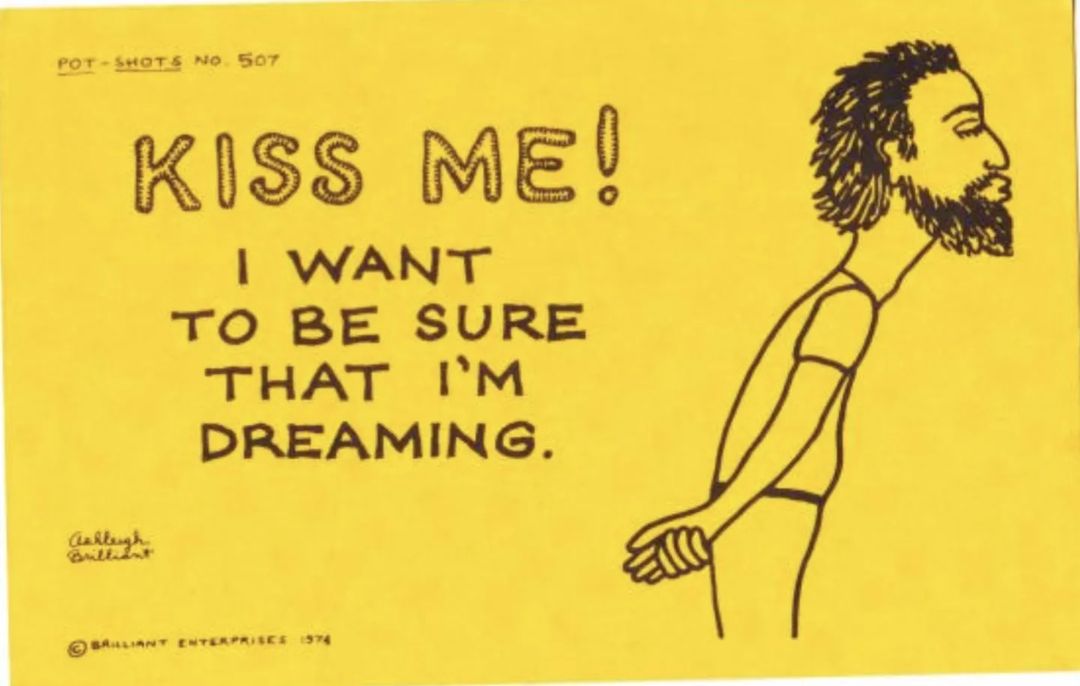 POT-SHOTS NO. 507
KISS ME!
I WANT
TO BE SURE
THAT I'M
DREAMING.
Ashleigh
Brilliant
© BRILLIANT ENTERPRISES 1974